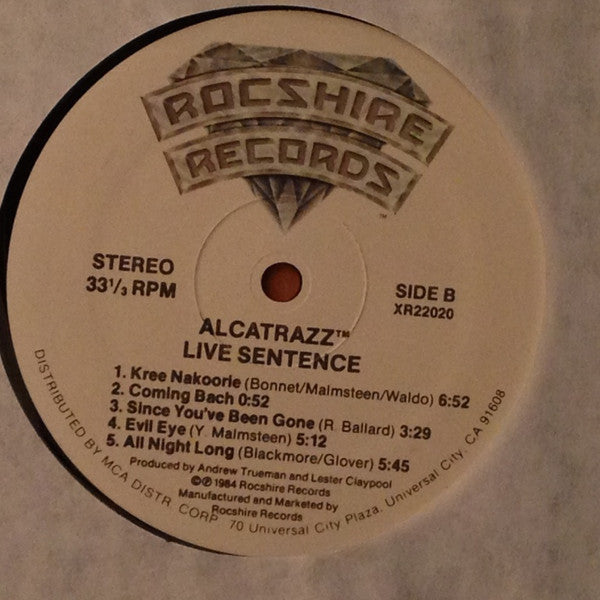 ROCSHIRE
RECORDS
™
STEREO
33⅓ RPM
SIDE B
XR22020
ALCATRAZZ™
LIVE SENTENCE
1. Kree Nakoorie (Bonnet/Malmsteen/Waldo) 6:52
2. Coming Bach 0:52
3. Since You've Been Gone (R. Ballard) 3:29
4. Evil Eye (Y. Malmsteen) 5:12
5. All Night Long (Blackmore/Glover) 5:45
Produced by Andrew Trueman and Lester Claypool
©℗ 1984 Rocshire Records
Manufactured and Marketed by
Rocshire Records
DISTRIBUTED BY MCA DISTR. CORP. 70 Universal City Plaza, Universal City, CA 91608